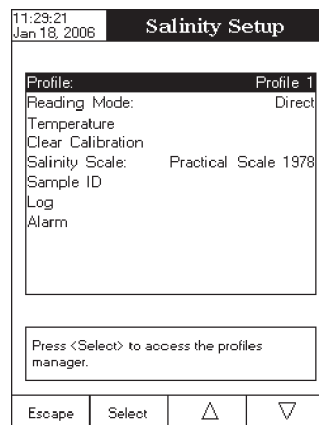 11:29:21
Jan 18, 2006
Salinity Setup
Profile: Profile 1
Reading Mode: Direct
Temperature
Clear Calibration
Salinity Scale: Practical Scale 1978
Sample ID
Log
Alarm
Press <Select> to access the profiles
manager.
Escape Select